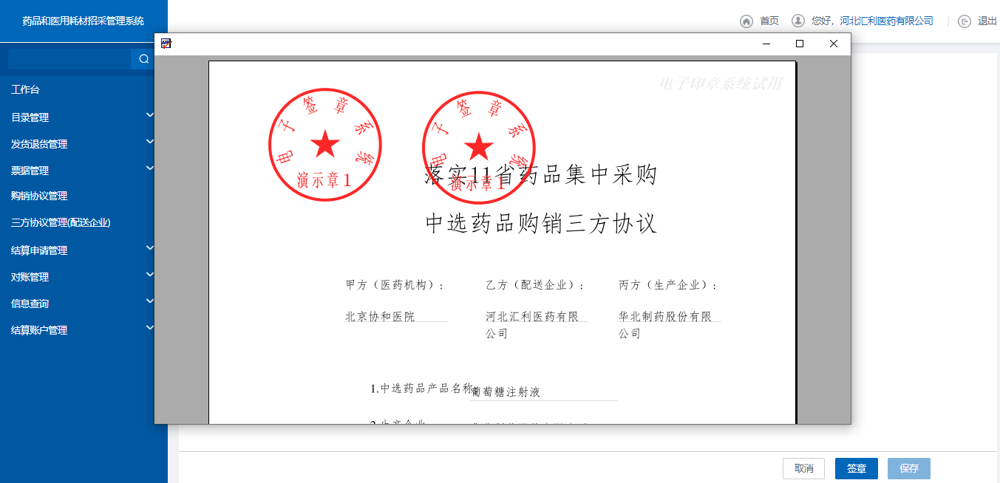 药品和医用耗材招采管理系统
首页 您好，河北汇利医药有限公司 退出
工作台
目录管理
发货退货管理
票据管理
购销协议管理
三方协议管理(配送企业)
结算申请管理
对账管理
信息查询
结算账户管理
电子印章系统试用
电子签章系统
演示章1
电子签章系统
演示章1
落实11省药品集中采购
中选药品购销三方协议
甲方（医药机构）: 乙方（配送企业）: 丙方（生产企业）:
北京协和医院 河北汇利医药有限 华北制药股份有限
公司 公司
1.中选药品产品名称 葡萄糖注射液
2.生产企业
取消 签章 保存